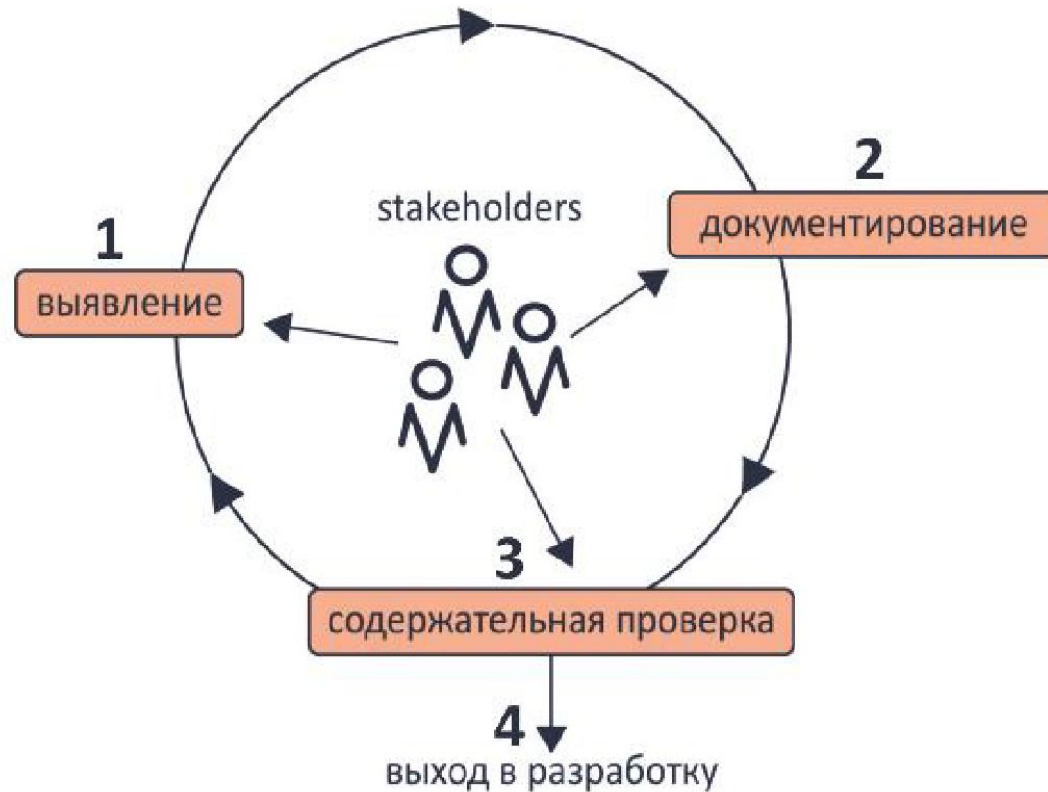 stakeholders
1
выявление
2
документирование
3
содержательная проверка
4
выход в разработку